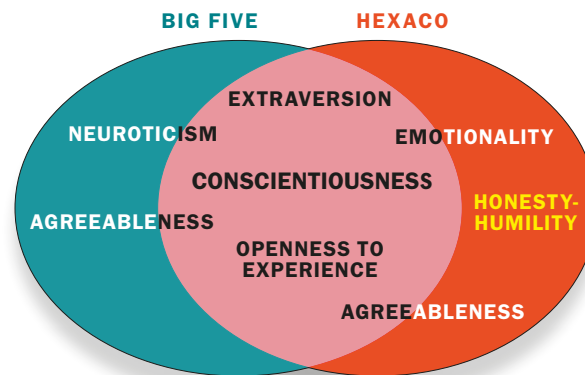 BIG FIVE
HEXACO
EXTRAVERSION
NEUROTICISM
EMOTIONALITY
CONSCIENTIOUSNESS
HONESTY-
HUMILITY
AGREEABLENESS
OPENNESS TO
EXPERIENCE
AGREEABLENESS